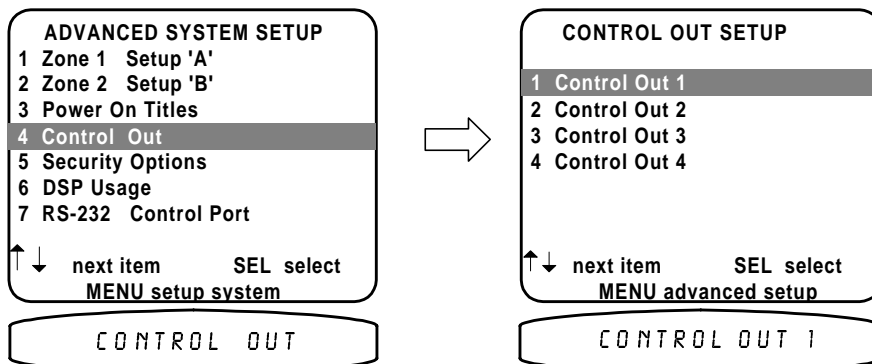 ADVANCED SYSTEM SETUP
1 Zone 1 Setup 'A'
2 Zone 2 Setup 'B'
3 Power On Titles
4 Control Out
5 Security Options
6 DSP Usage
7 RS-232 Control Port
↑↓ next item SEL select
MENU setup system
CONTROL OUT
CONTROL OUT SETUP
1 Control Out 1
2 Control Out 2
3 Control Out 3
4 Control Out 4
↑↓ next item SEL select
MENU advanced setup
CONTROL OUT 1